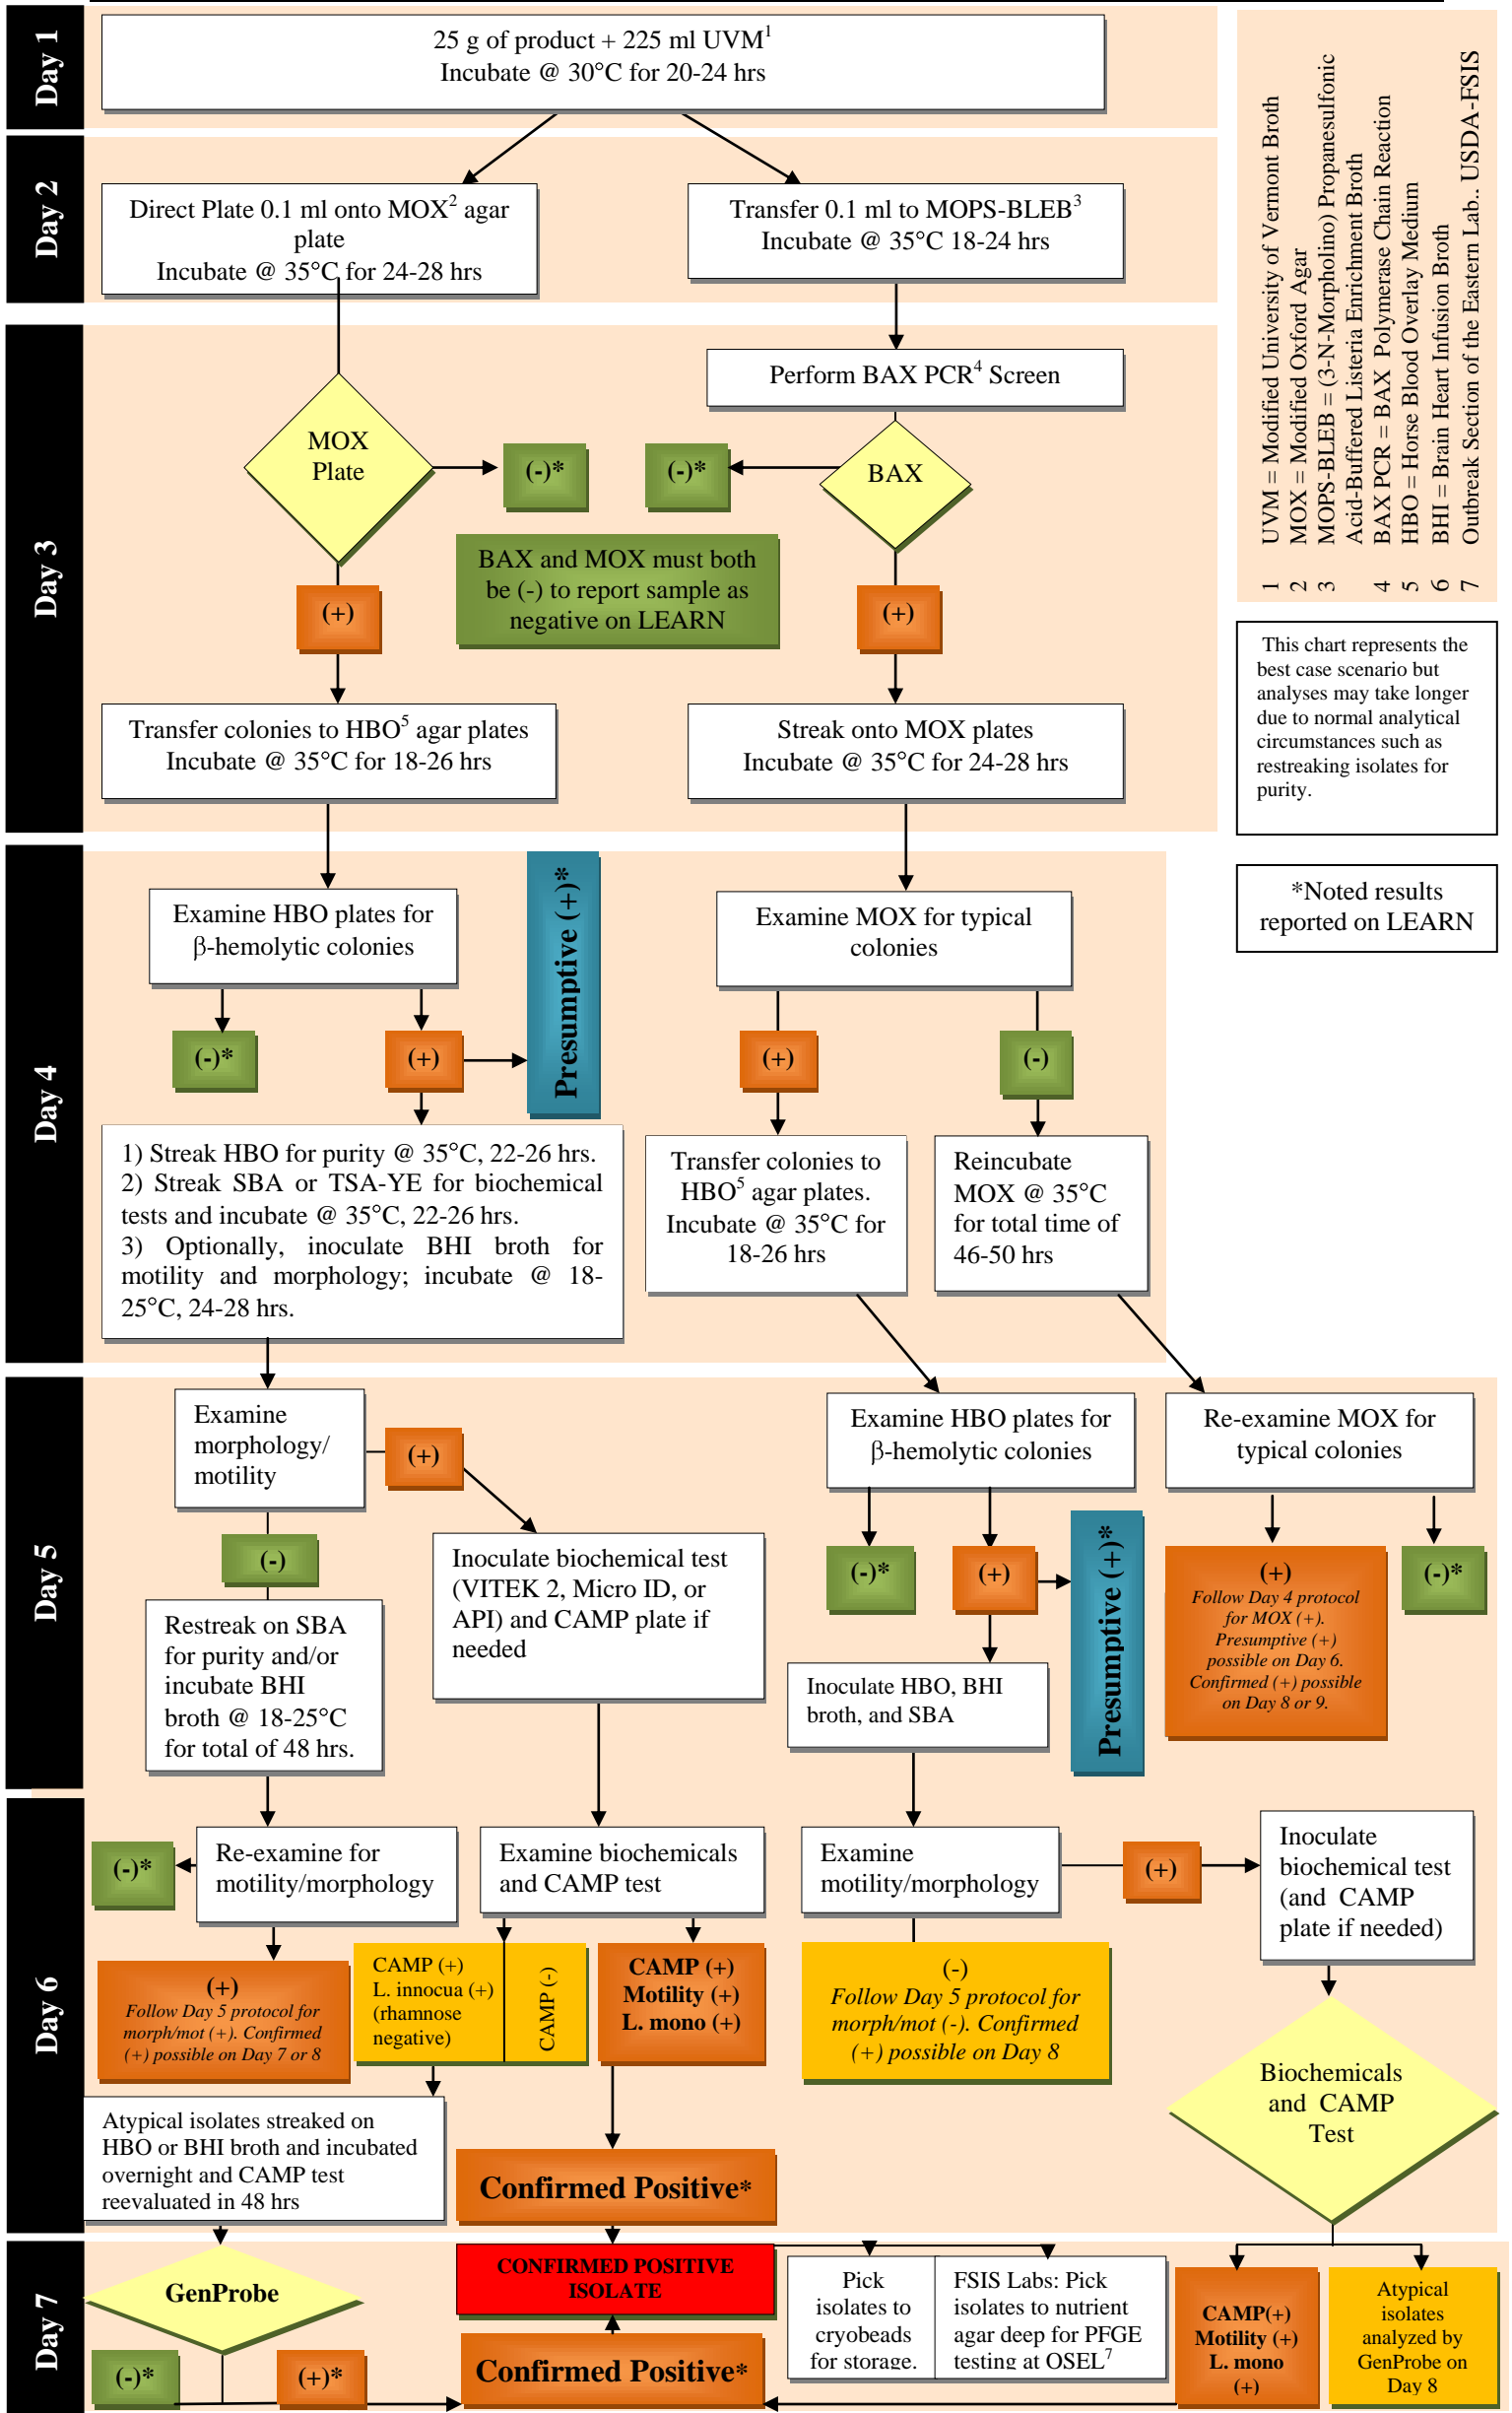 Day 1
25 g of product + 225 ml UVM1
Incubate @ 30°C for 20-24 hrs
Day 2
Direct Plate 0.1 ml onto MOX2 agar
plate
Incubate @ 35°C for 24-28 hrs
Transfer 0.1 ml to MOPS-BLEB3
Incubate @ 35°C 18-24 hrs
Day 3
Perform BAX PCR4 Screen
MOX
Plate
(-)*
(-)*
BAX
BAX and MOX must both
be (-) to report sample as
negative on LEARN
(+)
(+)
Transfer colonies to HBO5 agar plates
Incubate @ 35°C for 18-26 hrs
Streak onto MOX plates
Incubate @ 35°C for 24-28 hrs
1 UVM = Modified University of Vermont Broth
2 MOX = Modified Oxford Agar
3 MOPS-BLEB = (3-N-Morpholino) Propanesulfonic
Acid-Buffered Listeria Enrichment Broth
4 BAX PCR = BAX Polymerase Chain Reaction
5 HBO = Horse Blood Overlay Medium
6 BHI = Brain Heart Infusion Broth
7 Outbreak Section of the Eastern Lab.. USDA-FSIS
This chart represents the
best case scenario but
analyses may take longer
due to normal analytical
circumstances such as
restreaking isolates for
purity.
*Noted results
reported on LEARN
Day 4
Examine HBO plates for
β-hemolytic colonies
Presumptive (+)*
Examine MOX for typical
colonies
(-)*
(+)
(+)
(-)
1) Streak HBO for purity @ 35°C, 22-26 hrs.
2) Streak SBA or TSA-YE for biochemical
tests and incubate @ 35°C, 22-26 hrs.
3) Optionally, inoculate BHI broth for
motility and morphology; incubate @ 18-
25°C, 24-28 hrs.
Transfer colonies to
HBO5 agar plates.
Incubate @ 35°C for
18-26 hrs
Reincubate
MOX @ 35°C
for total time of
46-50 hrs
Day 5
Examine
morphology/
motility
(+)
(-)
Restreak on SBA
for purity and/or
incubate BHI
broth @ 18-25°C
for total of 48 hrs.
Inoculate biochemical test
(VITEK 2, Micro ID, or
API) and CAMP plate if
needed
Examine HBO plates for
β-hemolytic colonies
(-)*
(+)
Presumptive (+)*
Inoculate HBO, BHI
broth, and SBA
Re-examine MOX for
typical colonies
(+)
Follow Day 4 protocol
for MOX (+).
Presumptive (+)
possible on Day 6.
Confirmed (+) possible
on Day 8 or 9.
(-)*
Day 6
(-)*
Re-examine for
motility/morphology
Examine biochemicals
and CAMP test
Examine
motility/morphology
(+)
Inoculate
biochemical test
(and CAMP
plate if needed)
(+)
Follow Day 5 protocol for
morph/mot (+). Confirmed
(+) possible on Day 7 or 8
CAMP (+)
L. innocua (+)
(rhamnose
negative)
CAMP (-)
CAMP (+)
Motility (+)
L. mono (+)
(-)
Follow Day 5 protocol for
morph/mot (-). Confirmed
(+) possible on Day 8
Biochemicals
and CAMP
Test
Atypical isolates streaked on
HBO or BHI broth and incubated
overnight and CAMP test
reevaluated in 48 hrs
Confirmed Positive*
Day 7
GenProbe
(-)*
(+)*
CONFIRMED POSITIVE
ISOLATE
Confirmed Positive*
Pick
isolates to
cryobeads
for storage.
FSIS Labs: Pick
isolates to nutrient
agar deep for PFGE
testing at OSEL7
CAMP(+)
Motility (+)
L. mono
(+)
Atypical
isolates
analyzed by
GenProbe on
Day 8